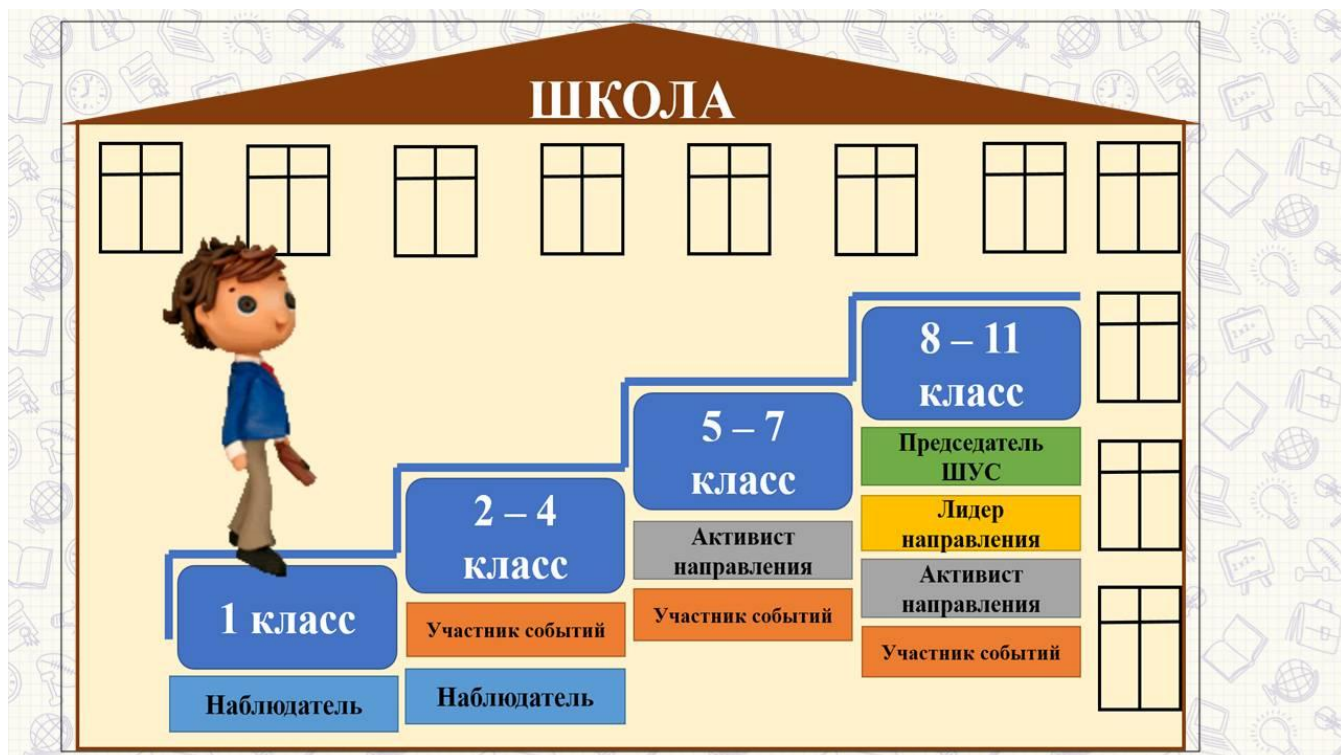 ШКОЛА
1 класс
Наблюдатель
2 – 4
класс
Участник событий
Наблюдатель
5 – 7
класс
Активист
направления
Участник событий
8 – 11
класс
Председатель
ШУС
Лидер
направления
Активист
направления
Участник событий